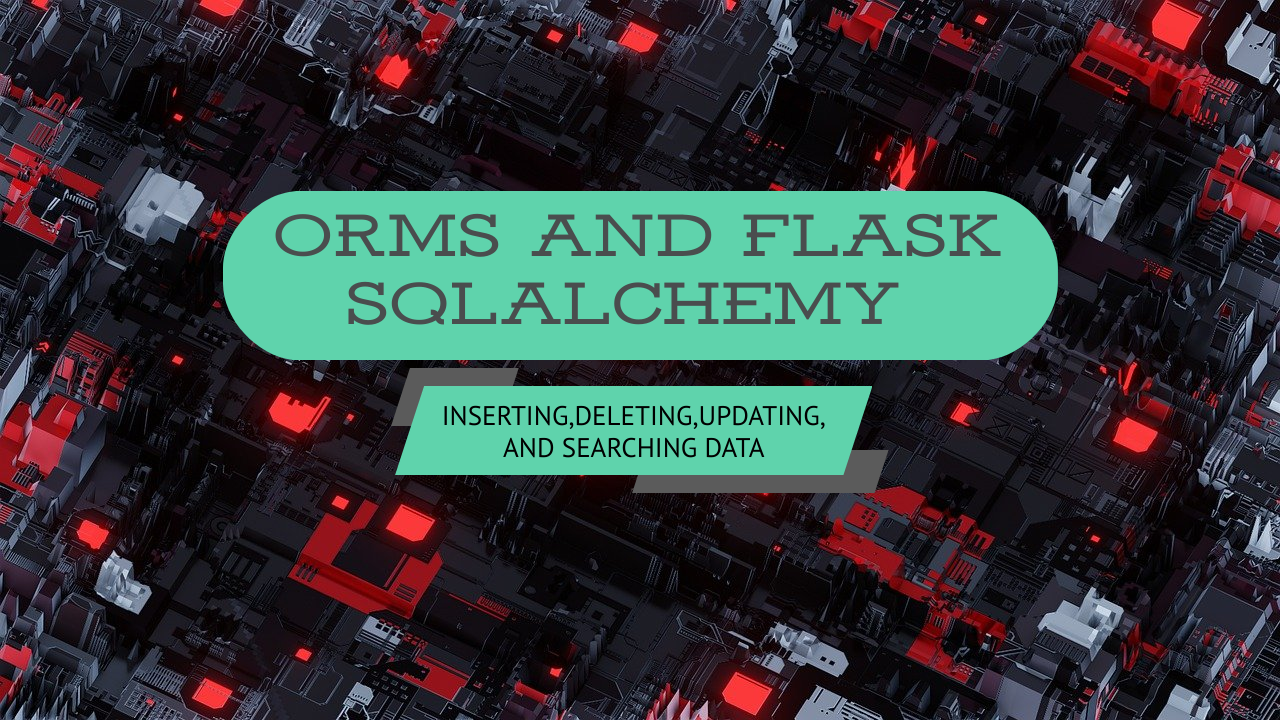 ORMS AND FLASK
SQLALCHEMY
INSERTING,DELETING,UPDATING,
AND SEARCHING DATA